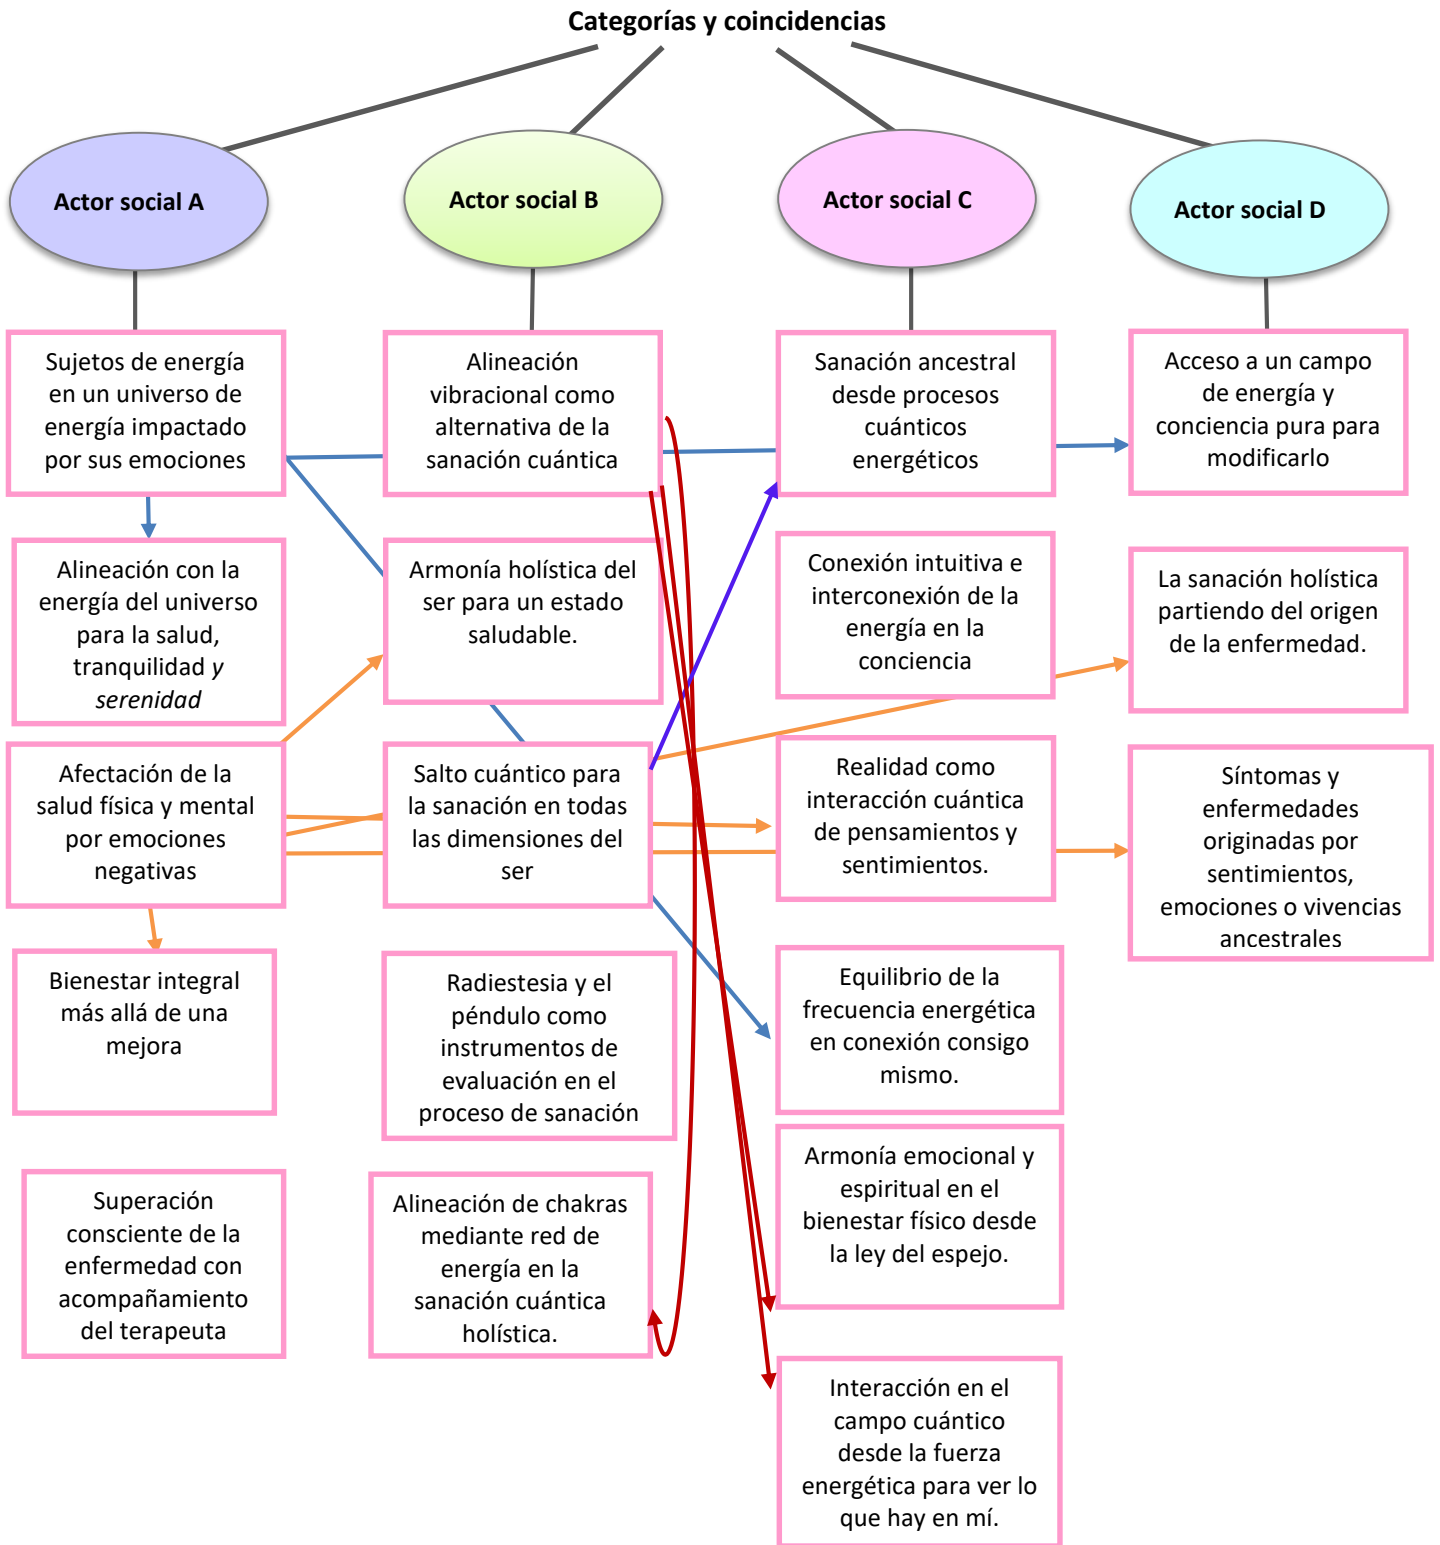 Categorías y coincidencias
Actor social A
Actor social B
Actor social C
Actor social D
Sujetos de energía
en un universo de
energía impactado
por sus emociones
Alineación con la
energía del universo
para la salud,
tranquilidad y
serenidad
Afectación de la
salud física y mental
por emociones
negativas
Bienestar integral
más allá de una
mejora
Superación
consciente de la
enfermedad con
acompañamiento
del terapeuta
Alineación
vibracional como
alternativa de la
sanación cuántica
Armonía holística del
ser para un estado
saludable.
Salto cuántico para
la sanación en todas
las dimensiones del
ser
Radiestesia y el
péndulo como
instrumentos de
evaluación en el
proceso de sanación
Alineación de chakras
mediante red de
energía en la
sanación cuántica
holística.
Sanación ancestral
desde procesos
cuánticos
energéticos
Conexión intuitiva e
interconexión de la
energía en la
conciencia
Realidad como
interacción cuántica
de pensamientos y
sentimientos.
Equilibrio de la
frecuencia energética
en conexión consigo
mismo.
Armonía emocional y
espiritual en el
bienestar físico desde
la ley del espejo.
Interacción en el
campo cuántico
desde la fuerza
energética para ver lo
que hay en mí.
Acceso a un campo
de energía y
conciencia pura para
modificarlo
La sanación holística
partiendo del origen
de la enfermedad.
Síntomas y
enfermedades
originadas por
sentimientos,
emociones o vivencias
ancestrales